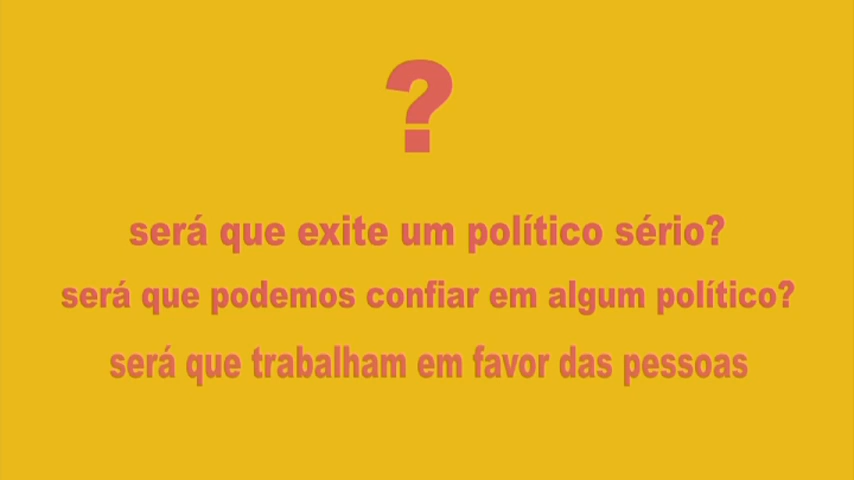 ?
será que exite um político sério?
será que podemos confiar em algum político?
será que trabalham em favor das pessoas